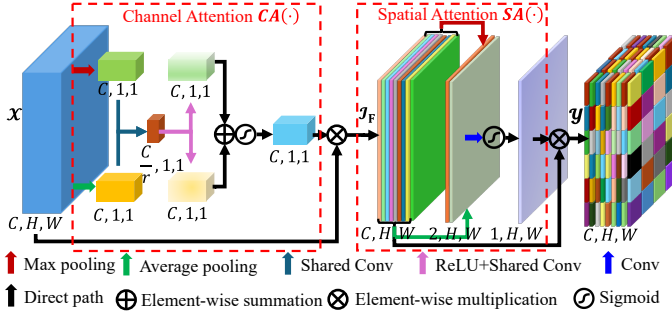 Channel Attention CA(·)
Spatial Attention SA(·)
C, 1,1
C, 1,1
X
C/r, 1,1
C, 1,1
I_F
Y
C, 1,1
C, 1,1
C, H, W
C, H, W
2, H, W
1, H, W
C, H, W
Max pooling
Average pooling
Shared Conv
ReLU+Shared Conv
Conv
Direct path
Element-wise summation
Element-wise multiplication
Sigmoid